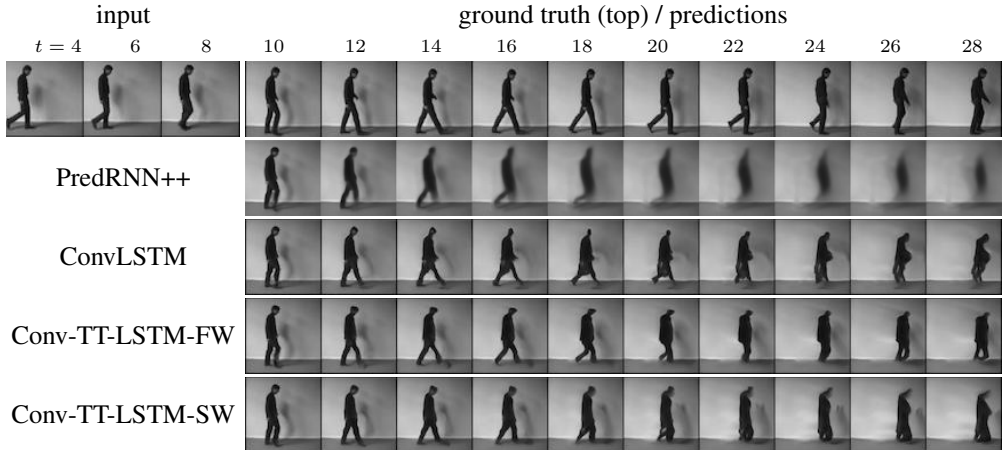 input ground truth (top) / predictions
t = 4 6 8 10 12 14 16 18 20 22 24 26 28
PredRNN++
ConvLSTM
Conv-TT-LSTM-FW
Conv-TT-LSTM-SW